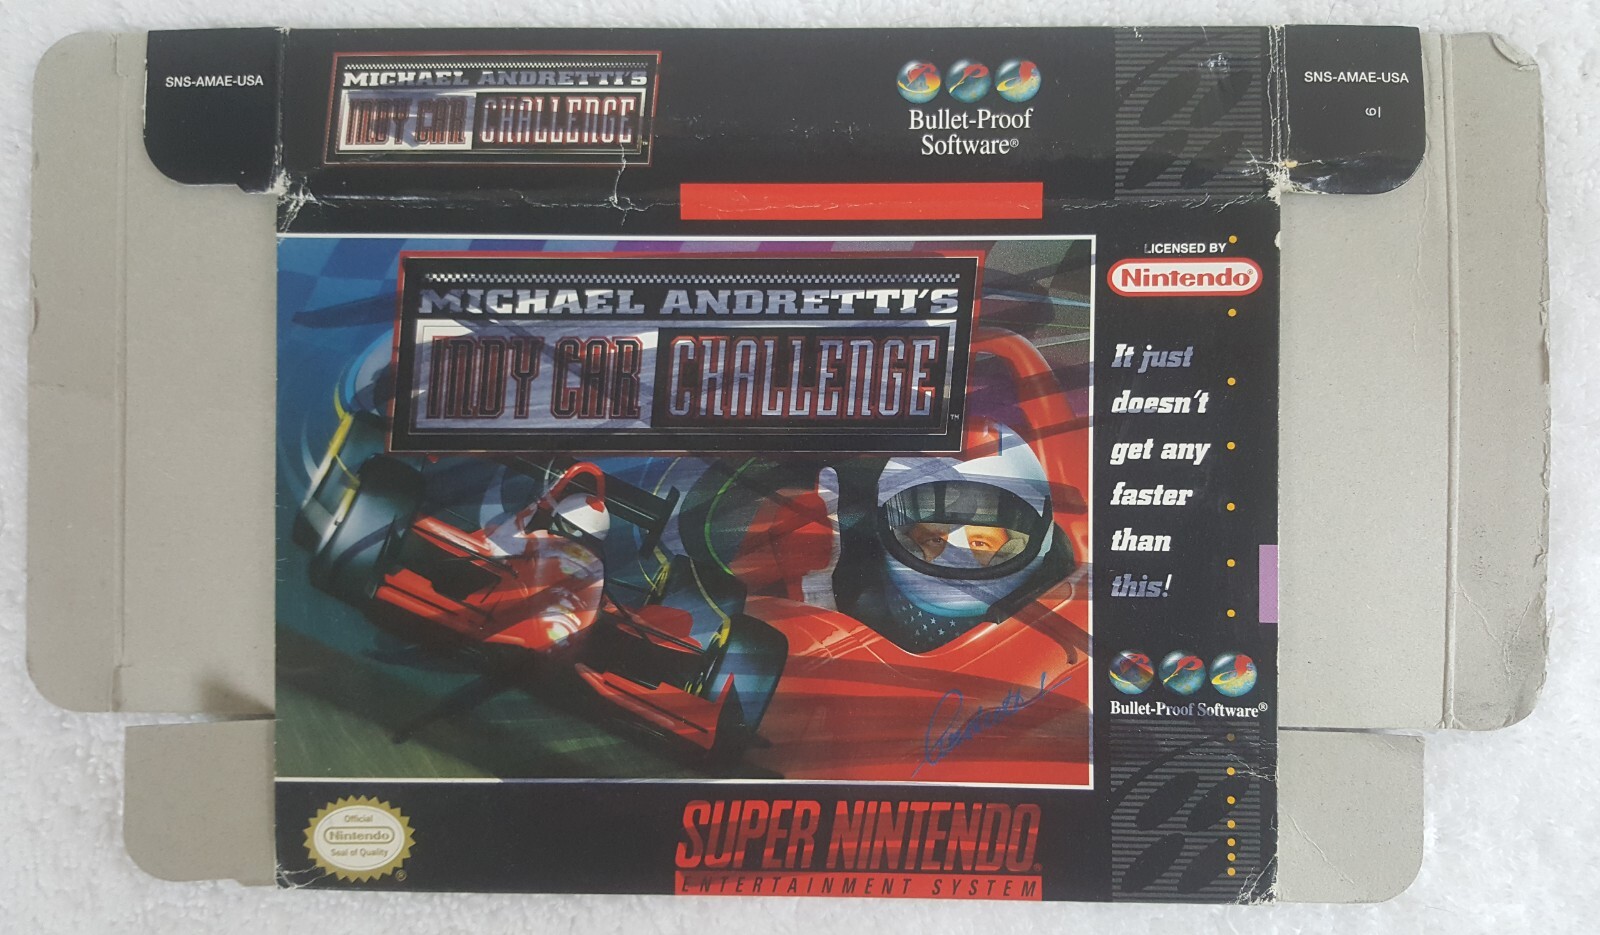 SNS-AMAE-USA
MICHAEL ANDRETTI'S
INDY CAR CHALLENGE™
Bullet-Proof
Software®
SNS-AMAE-USA
LICENSED BY
Nintendo®
MICHAEL ANDRETTI'S
INDY CAR CHALLENGE™
It just
doesn't
get any
faster
than
this!
Bullet-Proof Software®
Official
Nintendo
Seal of Quality
®
SUPER NINTENDO®
ENTERTAINMENT SYSTEM